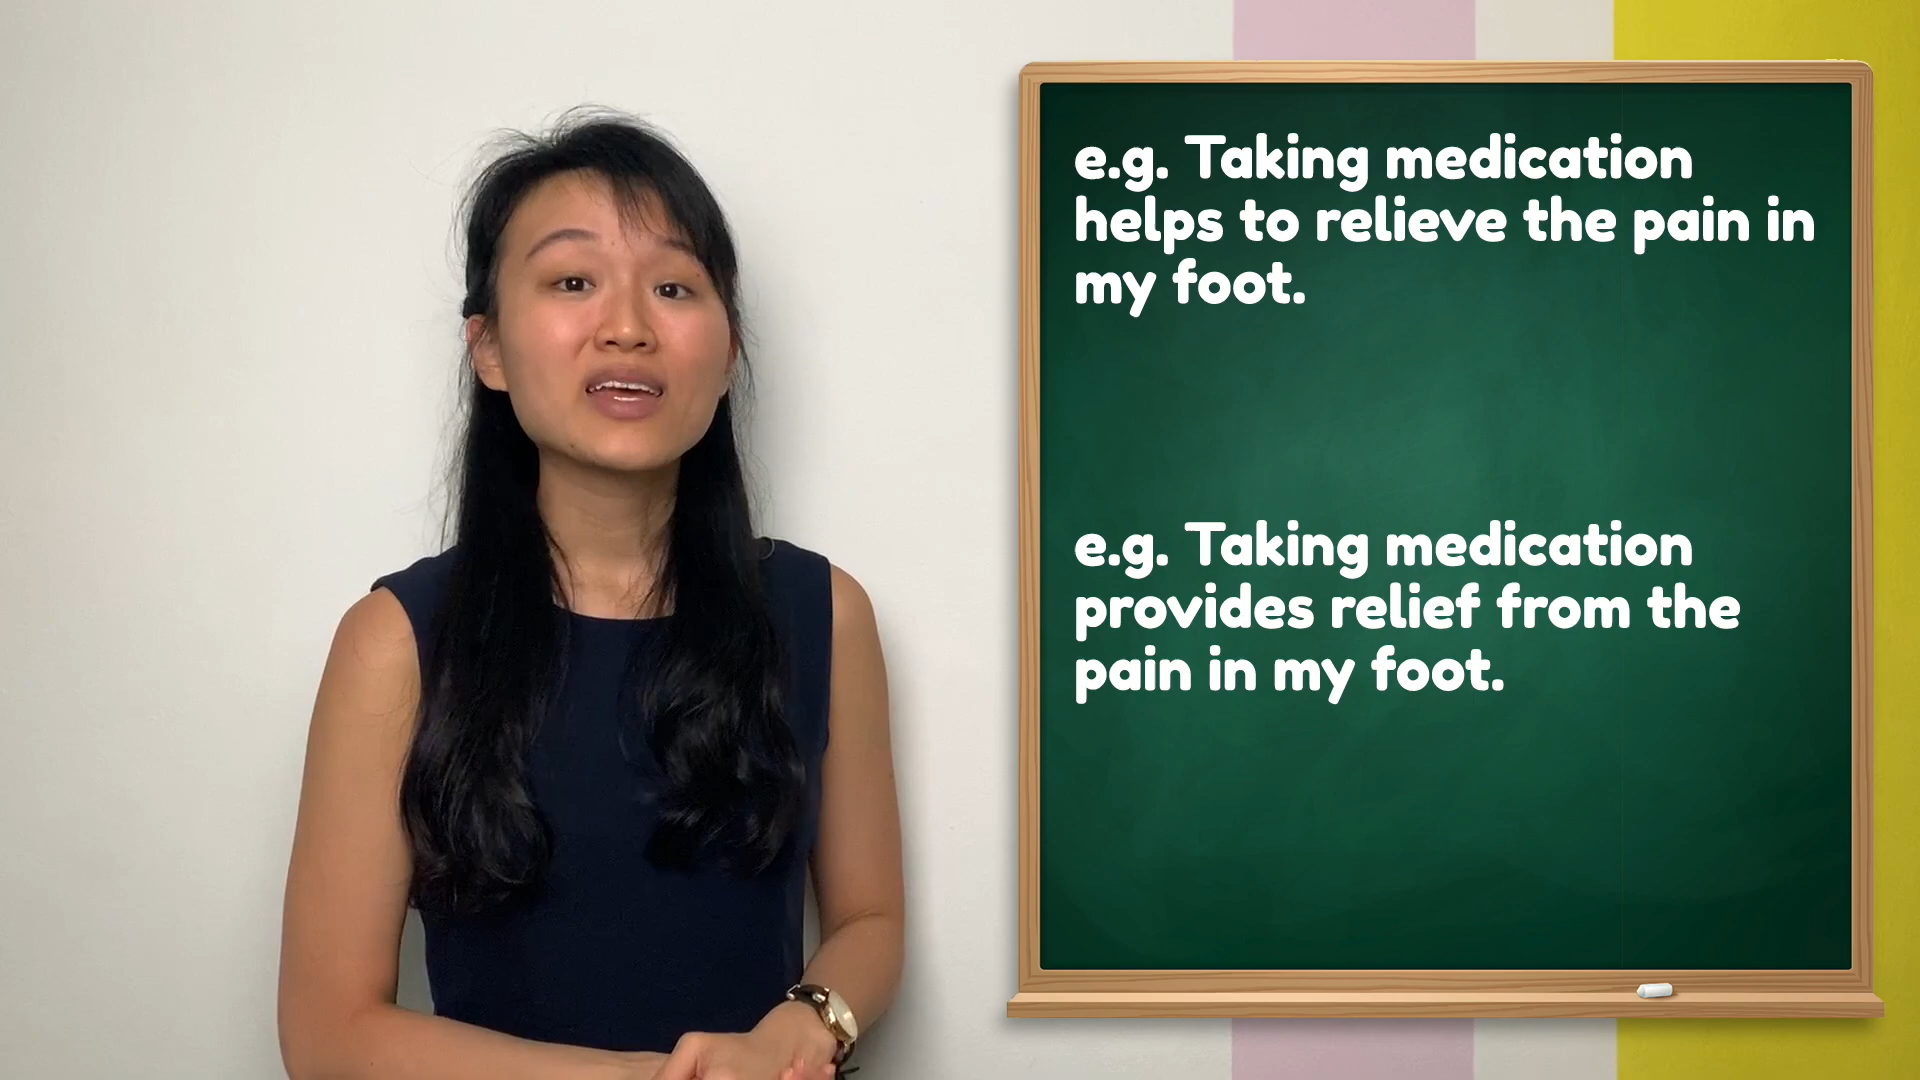 e.g. Taking medication
helps to relieve the pain in
my foot.
e.g. Taking medication
provides relief from the
pain in my foot.